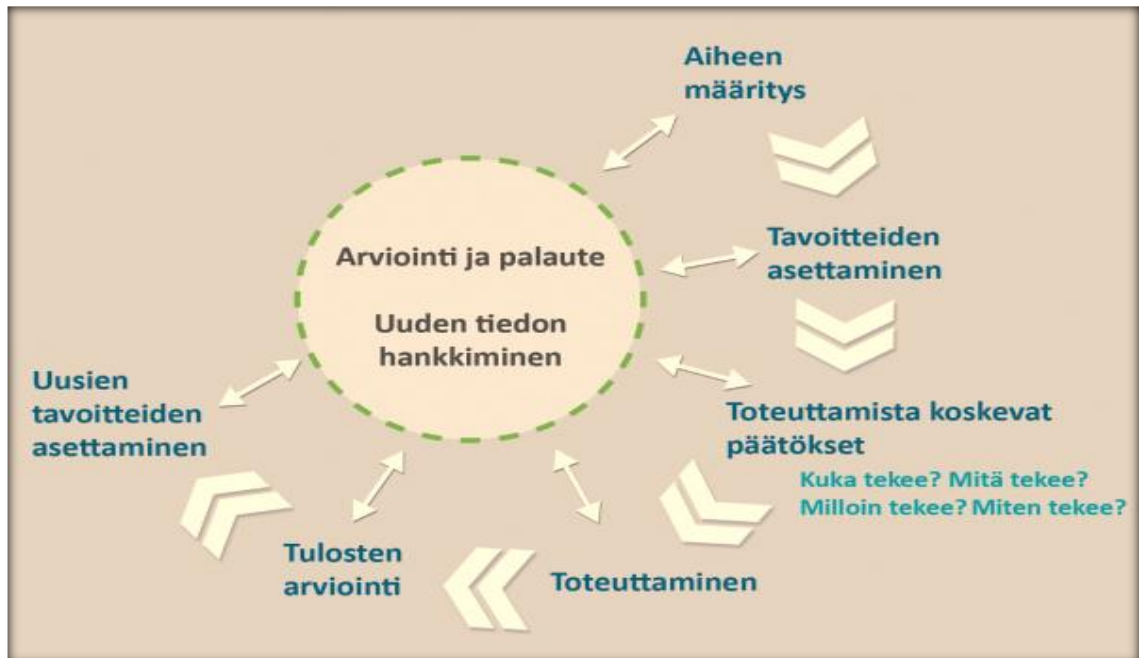 Aiheen
määritys
Tavoitteiden
asettaminen
Toteuttamista koskevat
päätökset
Kuka tekee? Mitä tekee?
Milloin tekee? Miten tekee?
Toteuttaminen
Tulosten
arviointi
Uusien
tavoitteiden
asettaminen
Arviointi ja palaute
Uuden tiedon
hankkiminen